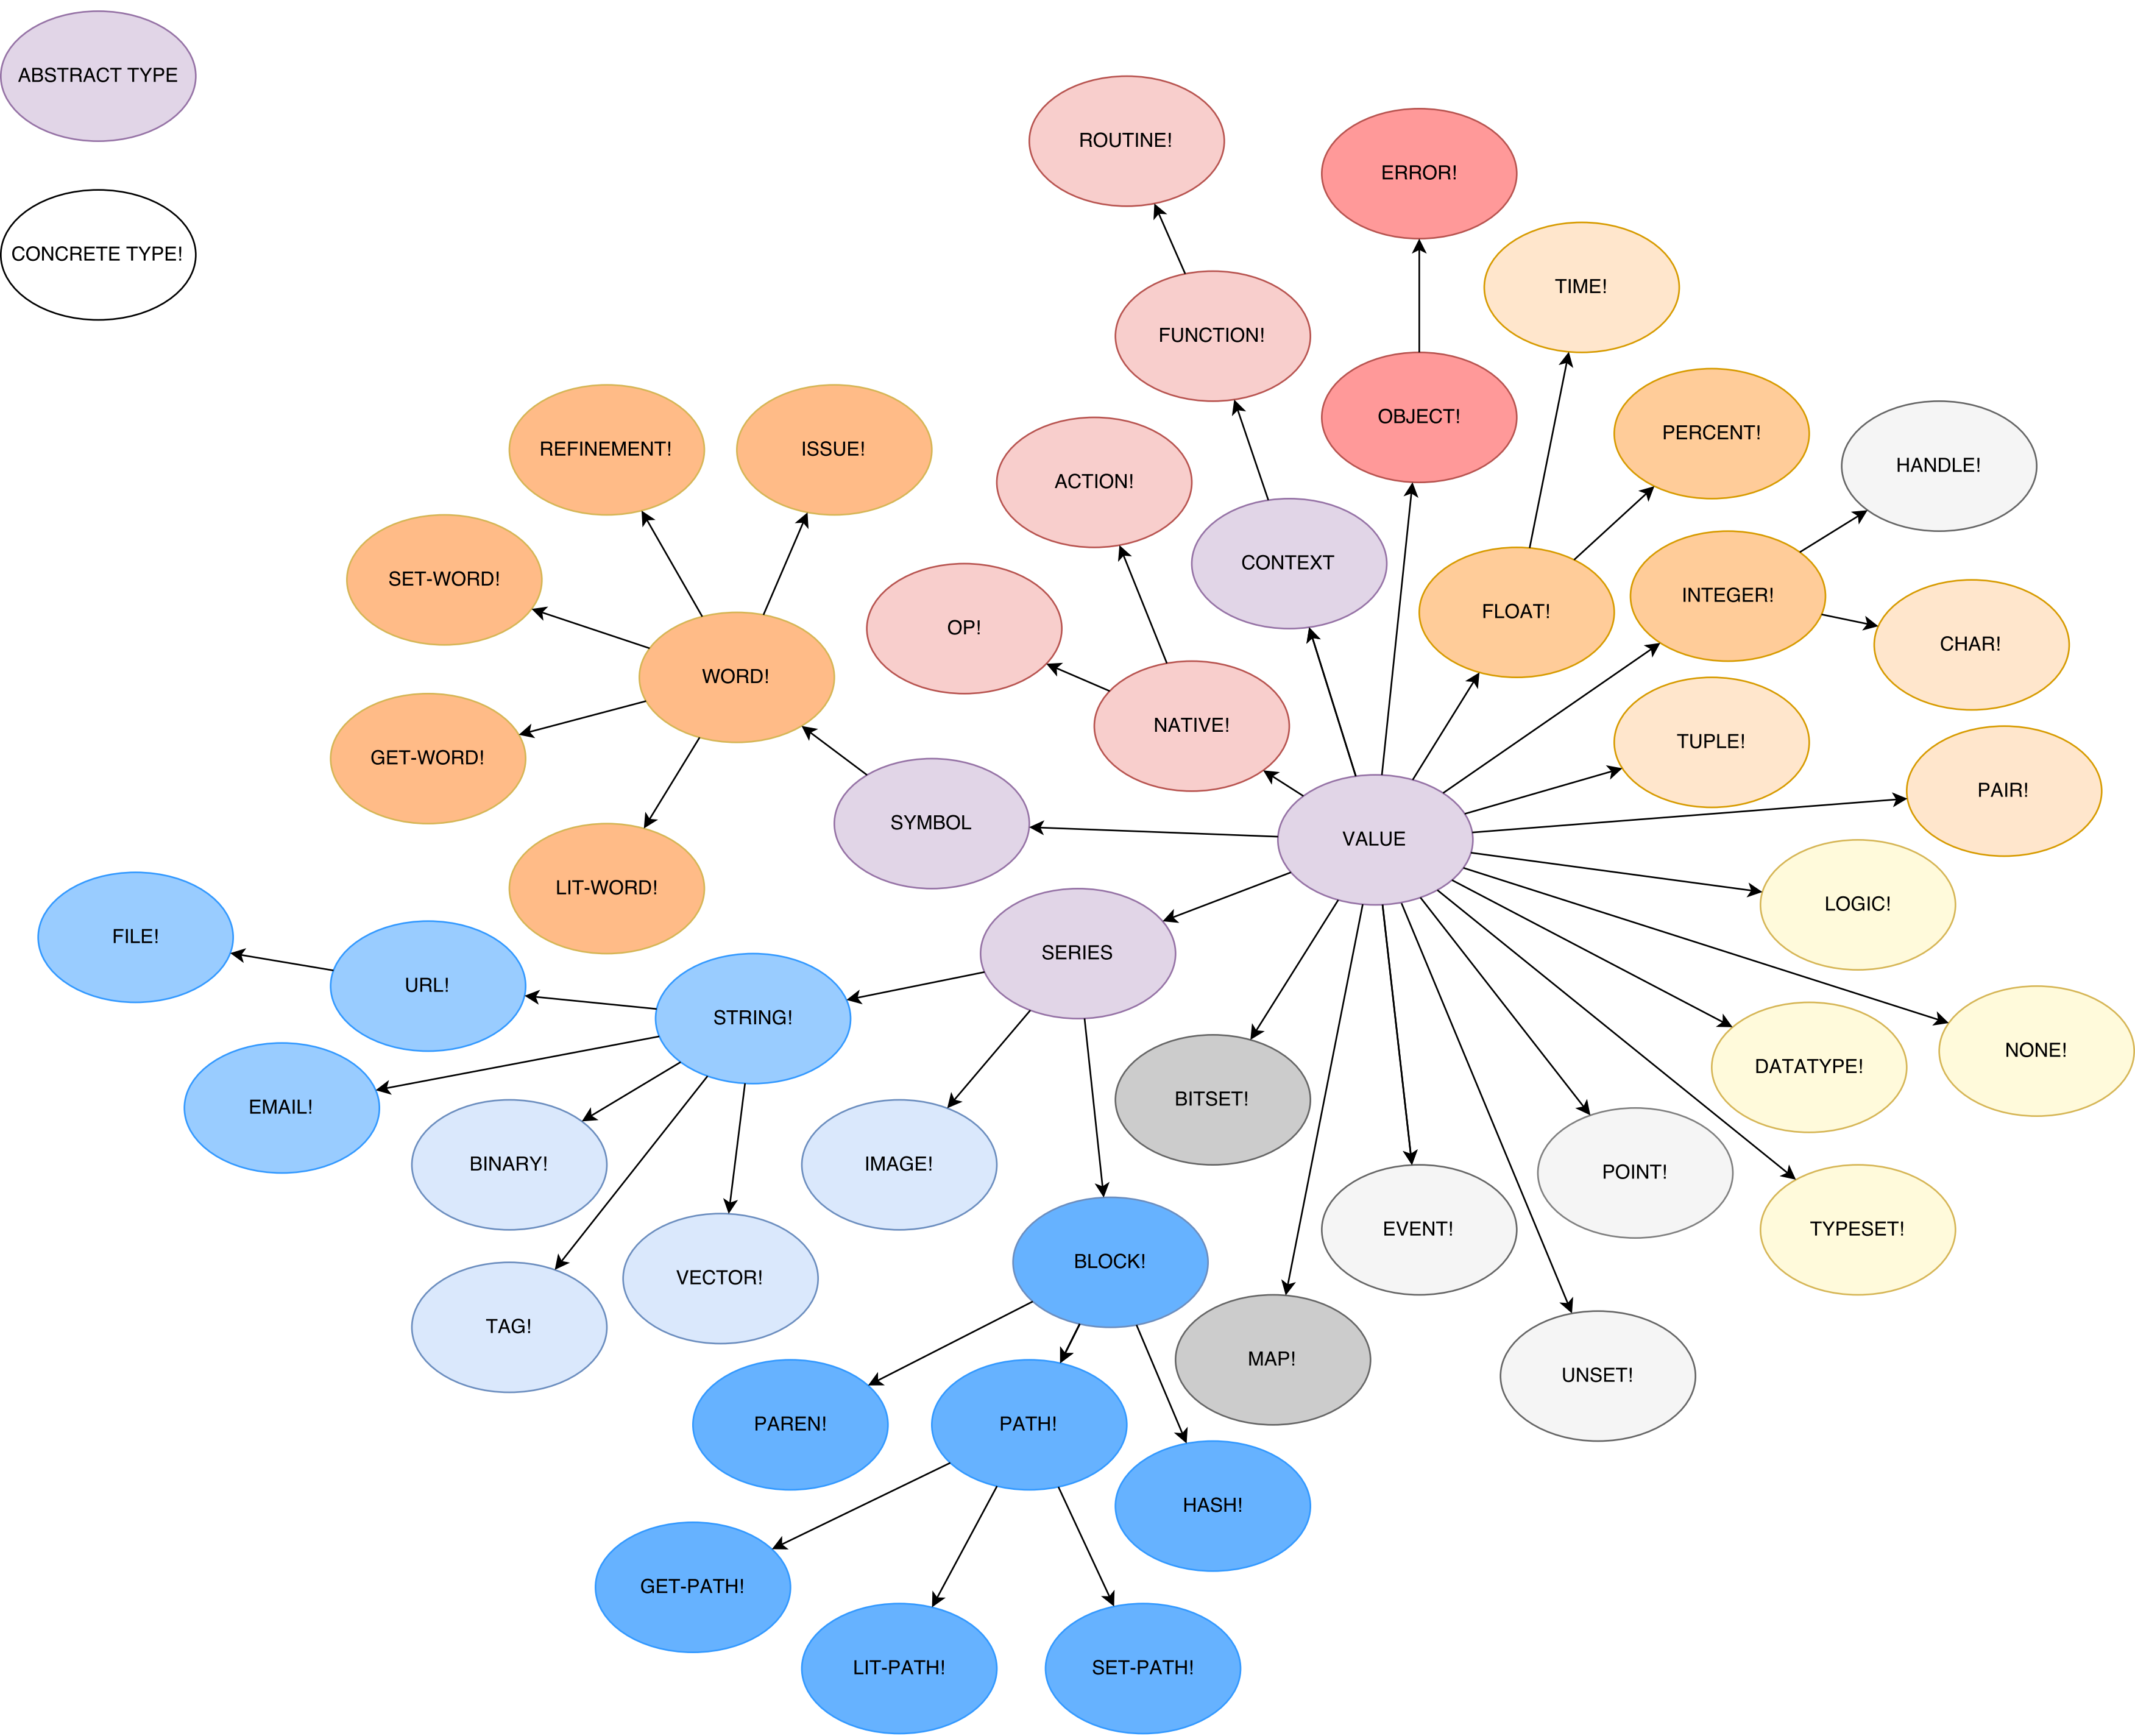 ABSTRACT TYPE
CONCRETE TYPE!
ROUTINE!
ERROR!
TIME!
FUNCTION!
OBJECT!
PERCENT!
HANDLE!
REFINEMENT!
ISSUE!
ACTION!
CONTEXT
SET-WORD!
FLOAT!
INTEGER!
CHAR!
OP!
WORD!
NATIVE!
TUPLE!
GET-WORD!
PAIR!
SYMBOL
VALUE
LIT-WORD!
LOGIC!
FILE!
SERIES
URL!
STRING!
NONE!
DATATYPE!
EMAIL!
BITSET!
BINARY!
IMAGE!
POINT!
EVENT!
TYPESET!
BLOCK!
VECTOR!
TAG!
MAP!
UNSET!
PAREN!
PATH!
HASH!
GET-PATH!
LIT-PATH!
SET-PATH!